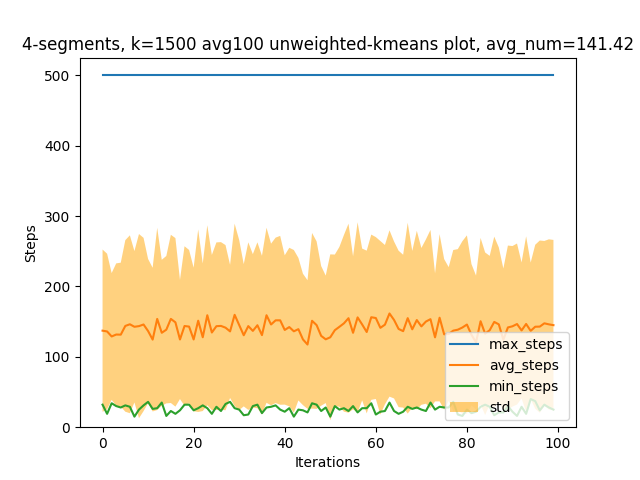 4-segments, k=1500 avg100 unweighted-kmeans plot, avg_num=141.42
500
400
300
200
100
0
Steps
max_steps
avg_steps
min_steps
std
0
20
40
60
80
100
Iterations